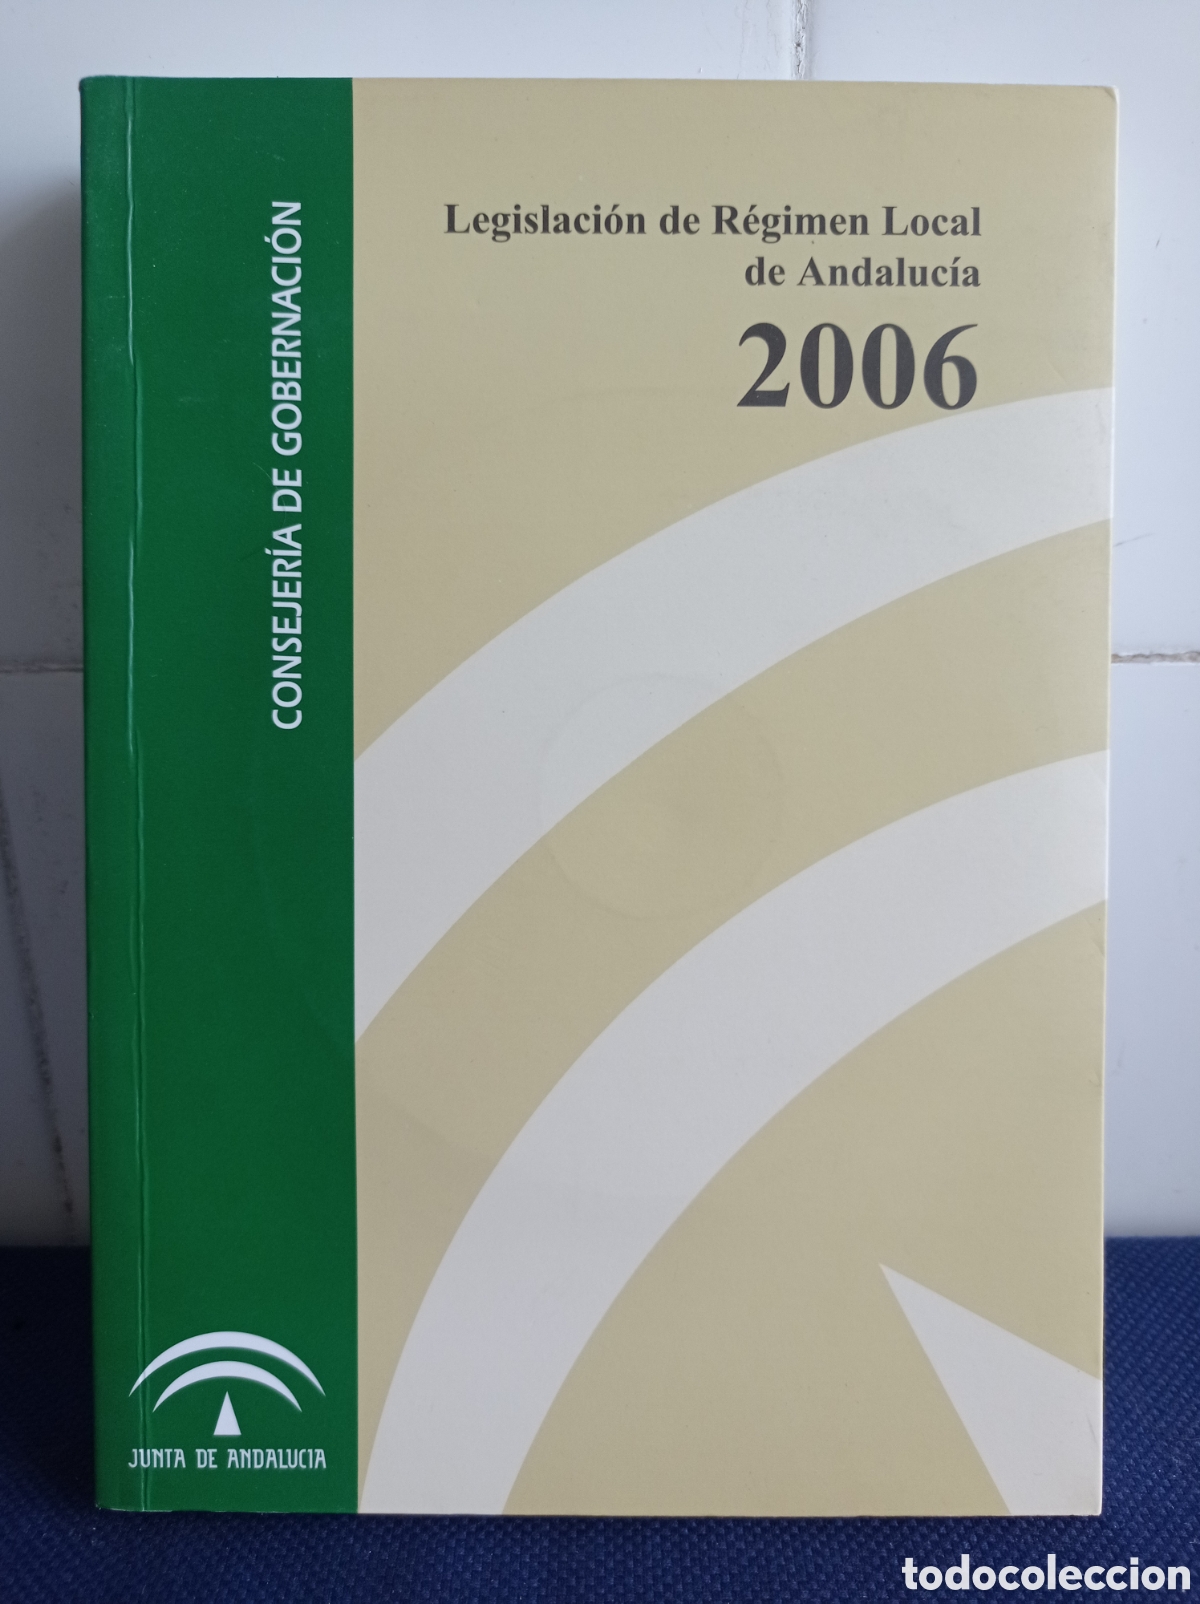 Legislación de Régimen Local
de Andalucía
2006
CONSEJERÍA DE GOBERNACIÓN
JUNTA DE ANDALUCIA
todocoleccion